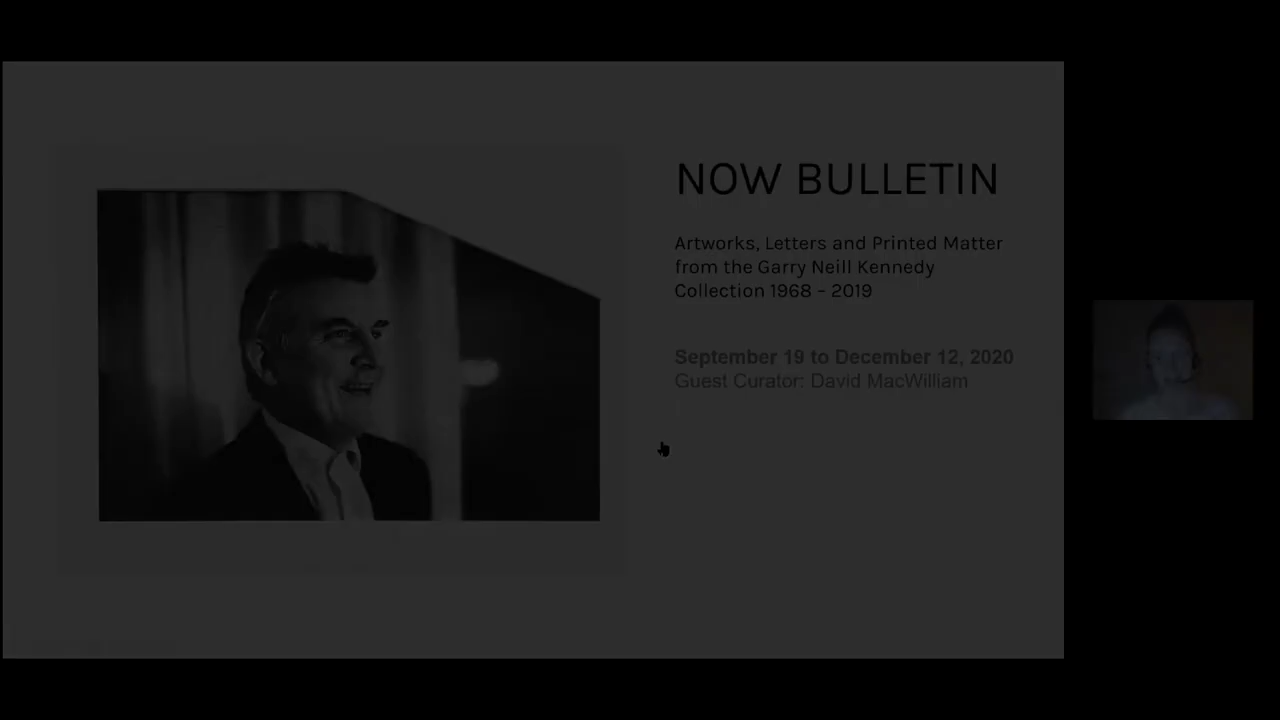 NOW BULLETIN
Artworks, Letters and Printed Matter
from the Garry Neill Kennedy
Collection 1968 – 2019
September 19 to December 12, 2020
Guest Curator: David MacWilliam